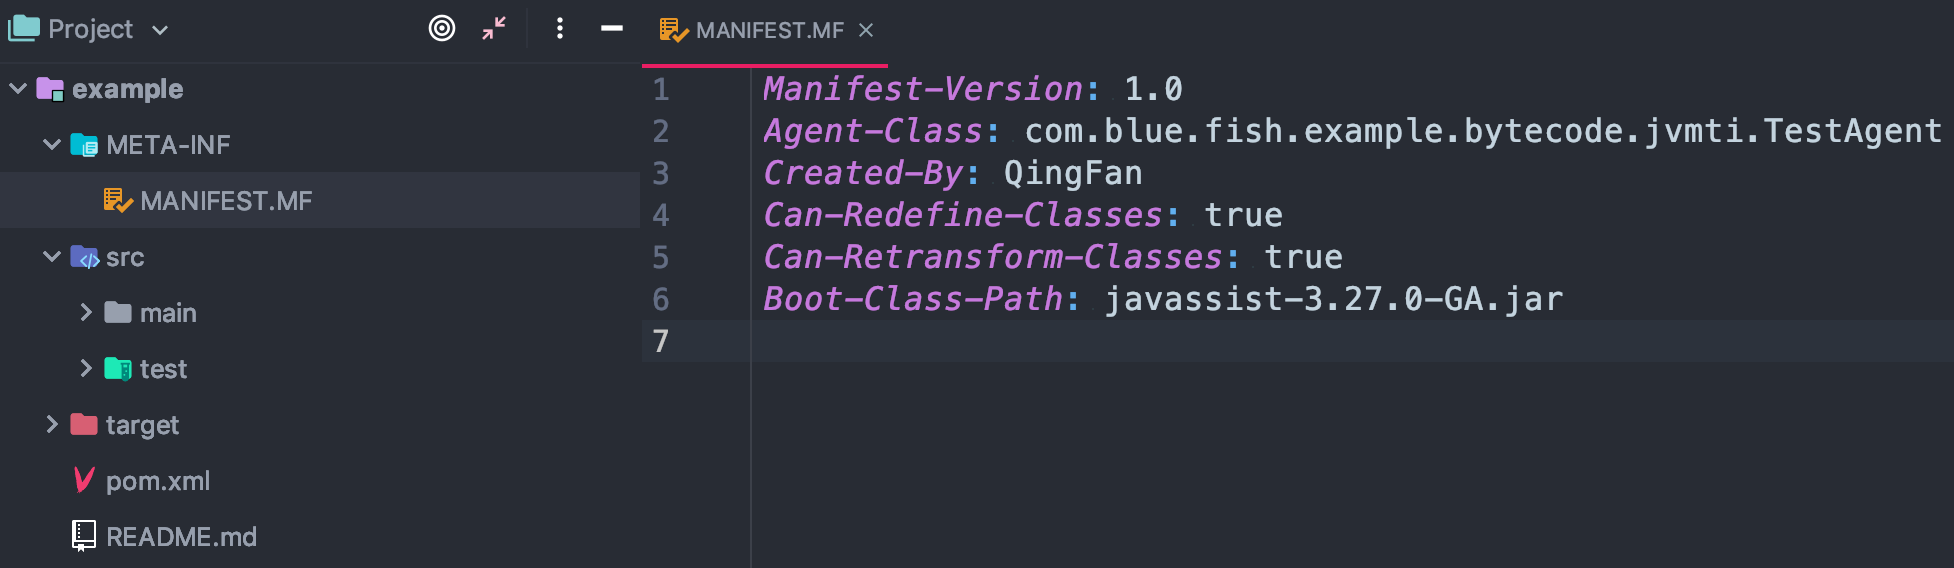 Project
example
META-INF
MANIFEST.MF
src
main
test
target
pom.xml
README.md
MANIFEST.MF
1 Manifest-Version: 1.0
2 Agent-Class: com.blue.fish.example.bytecode.jvmti.TestAgent
3 Created-By: QingFan
4 Can-Redefine-Classes: true
5 Can-Retransform-Classes: true
6 Boot-Class-Path: javassist-3.27.0-GA.jar
7